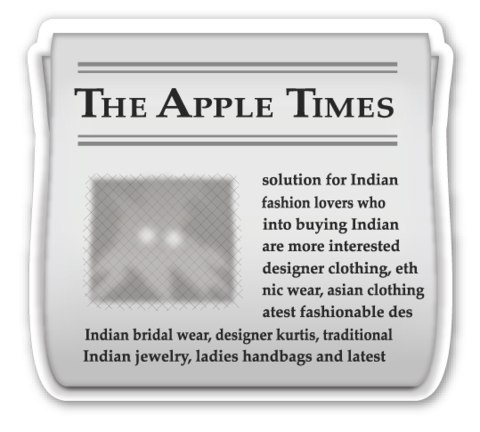 THE APPLE TIMES
solution for Indian
fashion lovers who
into buying Indian
are more interested
designer clothing, eth
nic wear, asian clothing
atest fashionable des
Indian bridal wear, designer kurtis, traditional
Indian jewelry, ladies handbags and latest